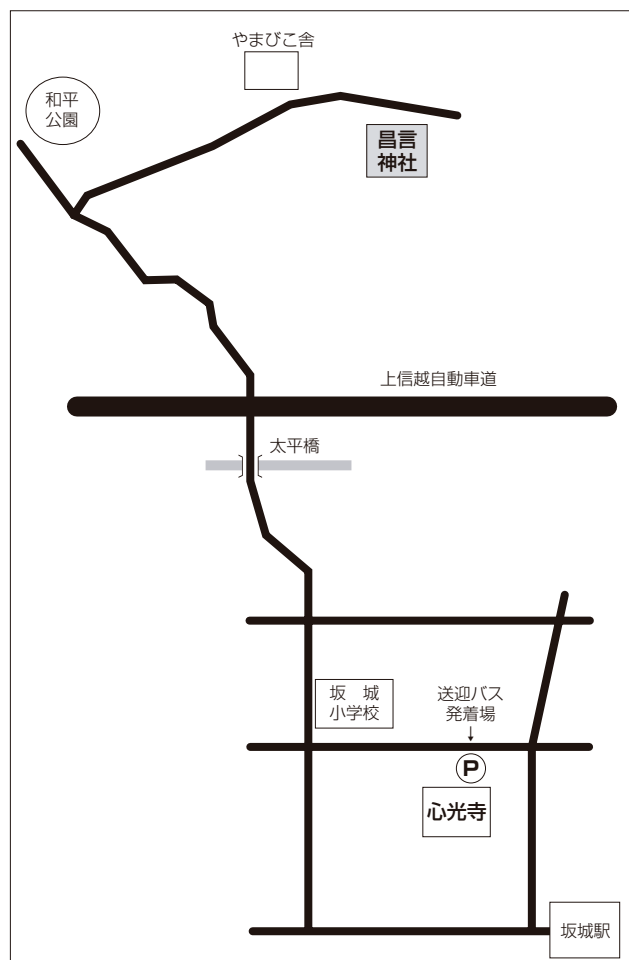 やまびこ舎
和平
公園
昌言
神社
上信越自動車道
太平橋
坂 城
小学校
送迎バス
発着場
↓
P
心光寺
坂城駅